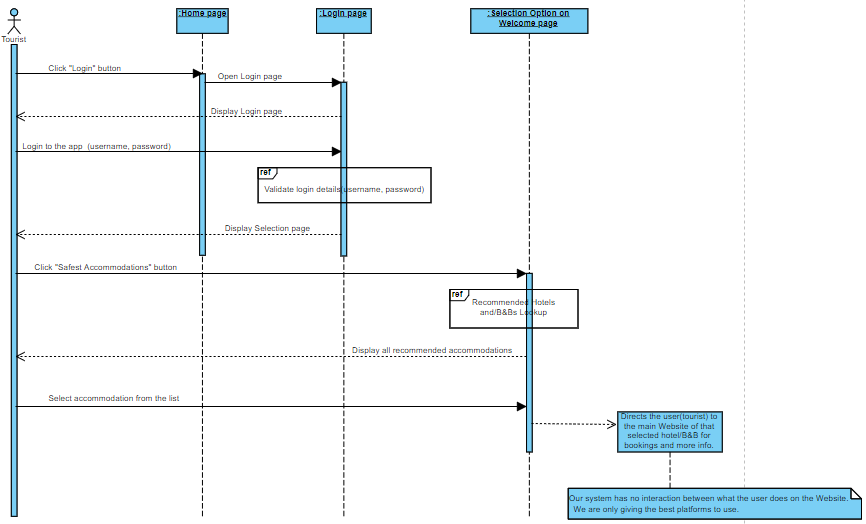 :Home page
:Login page
:Selection Option on
Welcome page
Tourist
Click "Login" button
Open Login page
Display Login page
Login to the app (username, password)
ref
Validate login details(username, password)
Display Selection page
Click "Safest Accommodations" button
ref
Recommended Hotels
and/B&Bs Lookup
Display all recommended accommodations
Select accommodation from the list
Directs the user(tourist) to
the main Website of that
selected hotel/B&B for
bookings and more info.
Our system has no interaction between what the user does on the Website.
We are only giving the best platforms to use.